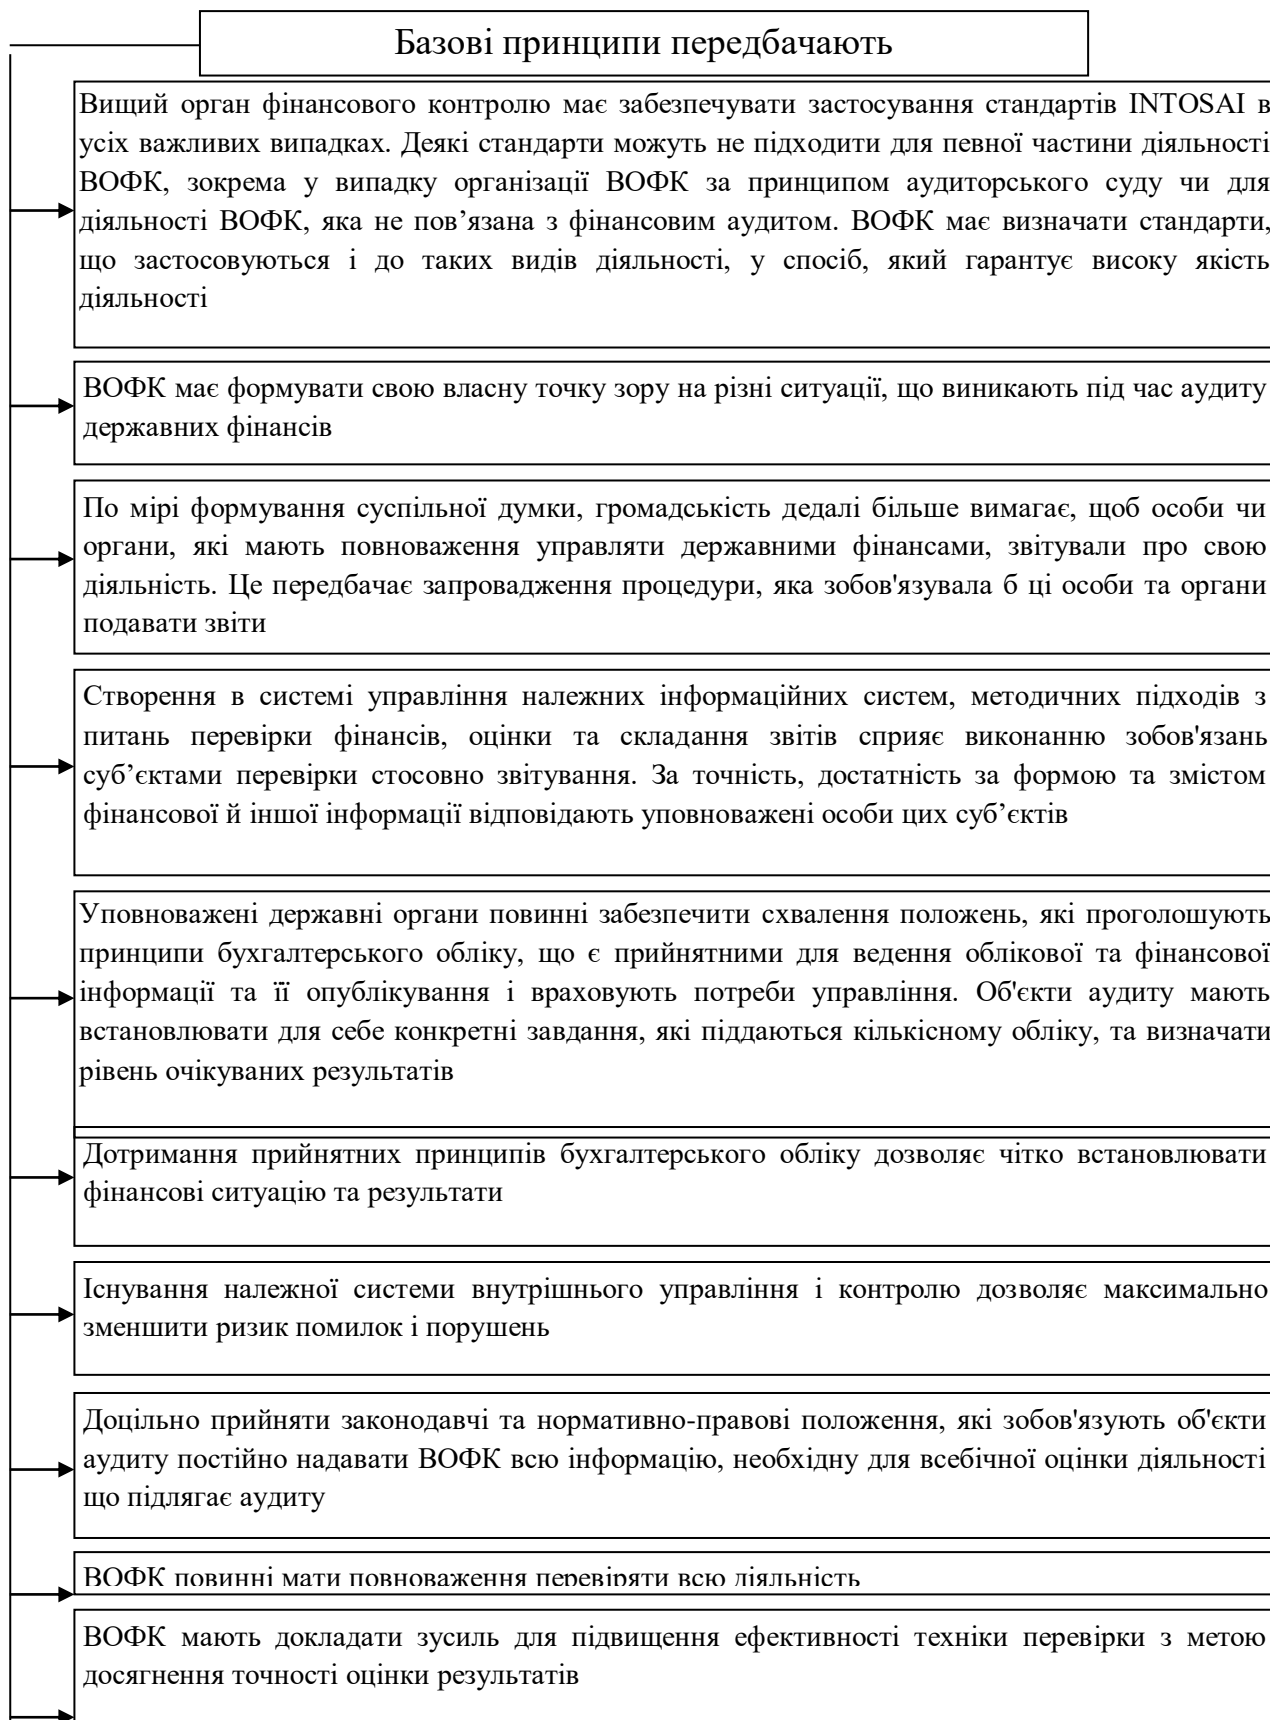 Базові принципи передбачають
Вищий орган фінансового контролю має забезпечувати застосування стандартів INTOSAI в
усіх важливих випадках. Деякі стандарти можуть не підходити для певної частини діяльності
ВОФК, зокрема у випадку організації ВОФК за принципом аудиторського суду чи для
діяльності ВОФК, яка не пов’язана з фінансовим аудитом. ВОФК має визначати стандарти,
що застосовуються і до таких видів діяльності, у спосіб, який гарантує високу якість
діяльності
ВОФК має формувати свою власну точку зору на різні ситуації, що виникають під час аудиту
державних фінансів
По мірі формування суспільної думки, громадськість дедалі більше вимагає, щоб особи чи
органи, які мають повноваження управляти державними фінансами, звітували про свою
діяльність. Це передбачає запровадження процедури, яка зобов'язувала б ці особи та органи
подавати звіти
Створення в системі управління належних інформаційних систем, методичних підходів з
питань перевірки фінансів, оцінки та складання звітів сприяє виконанню зобов'язань
суб’єктами перевірки стосовно звітування. За точність, достатність за формою та змістом
фінансової й іншої інформації відповідають уповноважені особи цих суб’єктів
Уповноважені державні органи повинні забезпечити схвалення положень, які проголошують
принципи бухгалтерського обліку, що є прийнятними для ведення облікової та фінансової
інформації та її опублікування і враховують потреби управління. Об'єкти аудиту мають
встановлювати для себе конкретні завдання, які піддаються кількісному обліку, та визначати
рівень очікуваних результатів
Дотримання прийнятних принципів бухгалтерського обліку дозволяє чітко встановлювати
фінансові ситуацію та результати
Існування належної системи внутрішнього управління і контролю дозволяє максимально
зменшити ризик помилок і порушень
Доцільно прийняти законодавчі та нормативно-правові положення, які зобов'язують об'єкти
аудиту постійно надавати ВОФК всю інформацію, необхідну для всебічної оцінки діяльності
що підлягає аудиту
ВОФК повинні мати повноваження перевіряти всю діяльність
ВОФК мають докладати зусиль для підвищення ефективності техніки перевірки з метою
досягнення точності оцінки результатів